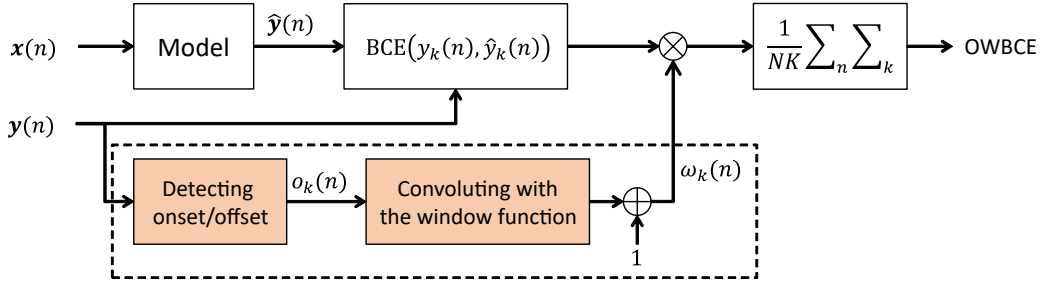 x(n)
Model
ŷ(n)
BCE(y_k(n), ŷ_k(n))
⊗
1/NK ∑_n ∑_k
OWBCE
y(n)
Detecting
onset/offset
o_k(n)
Convoluting with
the window function
⊕
1
ω_k(n)